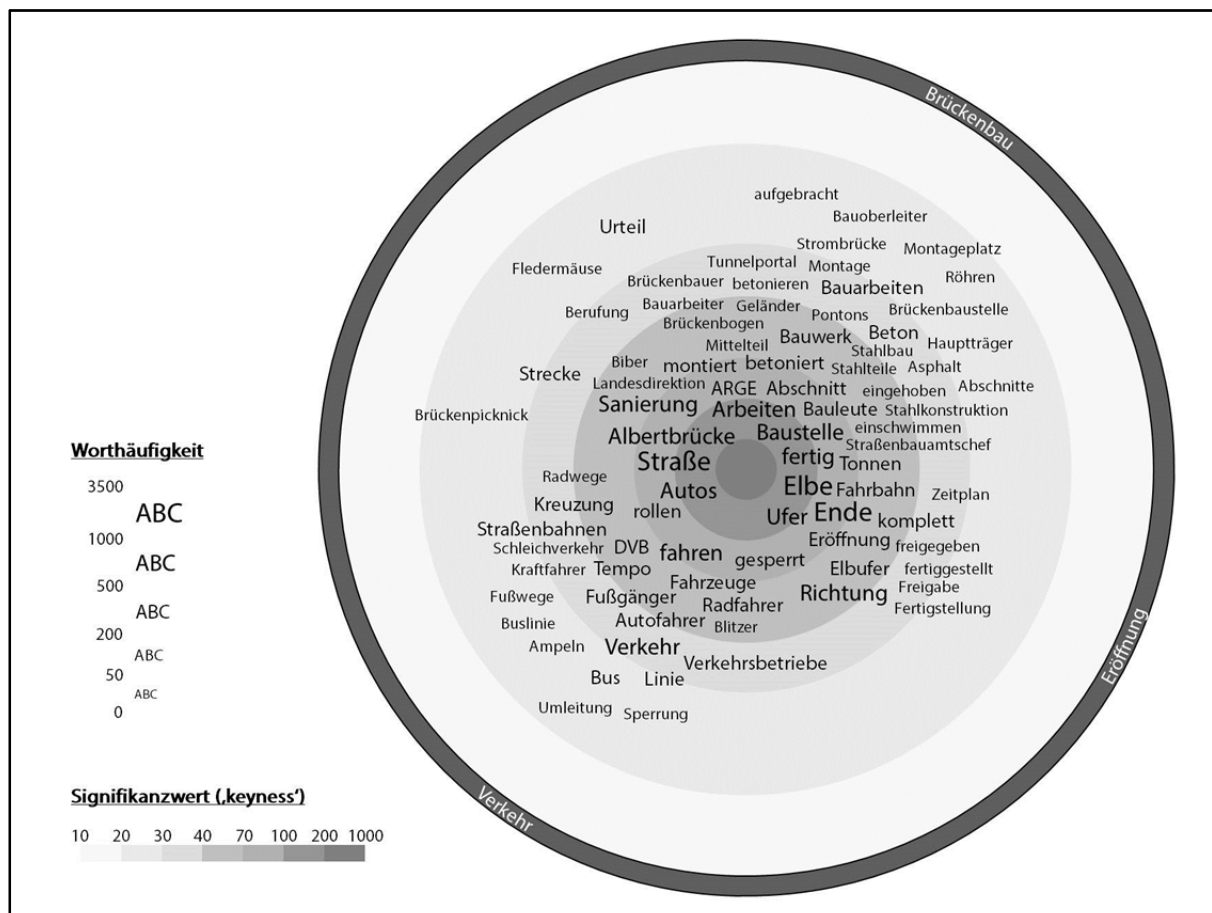 Brückenbau
Eröffnung
Verkehr
aufgebracht
Bauoberleiter
Urteil
Strombrücke
Montageplatz
Tunnelportal
Montage
Fledermäuse
Röhren
Brückenbauer
betonieren
Bauarbeiten
Bauarbeiter
Geländer
Berufung
Pontons
Brückenbaustelle
Brückenbogen
Bauwerk
Beton
Mittelteil
Hauptträger
Stahlbau
Biber
montiert
betoniert
Stahlteile
Asphalt
Strecke
Landesdirektion
ARGE
Abschnitt
eingehoben
Abschnitte
Sanierung
Arbeiten
Bauleute
Stahlkonstruktion
Brückenpicknick
Albertbrücke
Baustelle
einschwimmen
Straßenbauamtschef
Straße
fertig
Tonnen
Radwege
Autos
Elbe
Fahrbahn
Zeitplan
Kreuzung
rollen
Ufer
Ende
komplett
Straßenbahnen
Eröffnung
Schleichverkehr
DVB
fahren
gesperrt
freigegeben
Kraftfahrer
Tempo
Elbufer
fertiggestellt
Fahrzeuge
Freigabe
Fußwege
Fußgänger
Radfahrer
Richtung
Fertigstellung
Buslinie
Autofahrer
Blitzer
Ampeln
Verkehr
Verkehrsbetriebe
Bus
Linie
Umleitung
Sperrung
Worthäufigkeit
3500
ABC
1000
ABC
500
ABC
200
ABC
50
ABC
0
Signifikanzwert (‚keyness‘)
10 20 30 40 70 100 200 1000